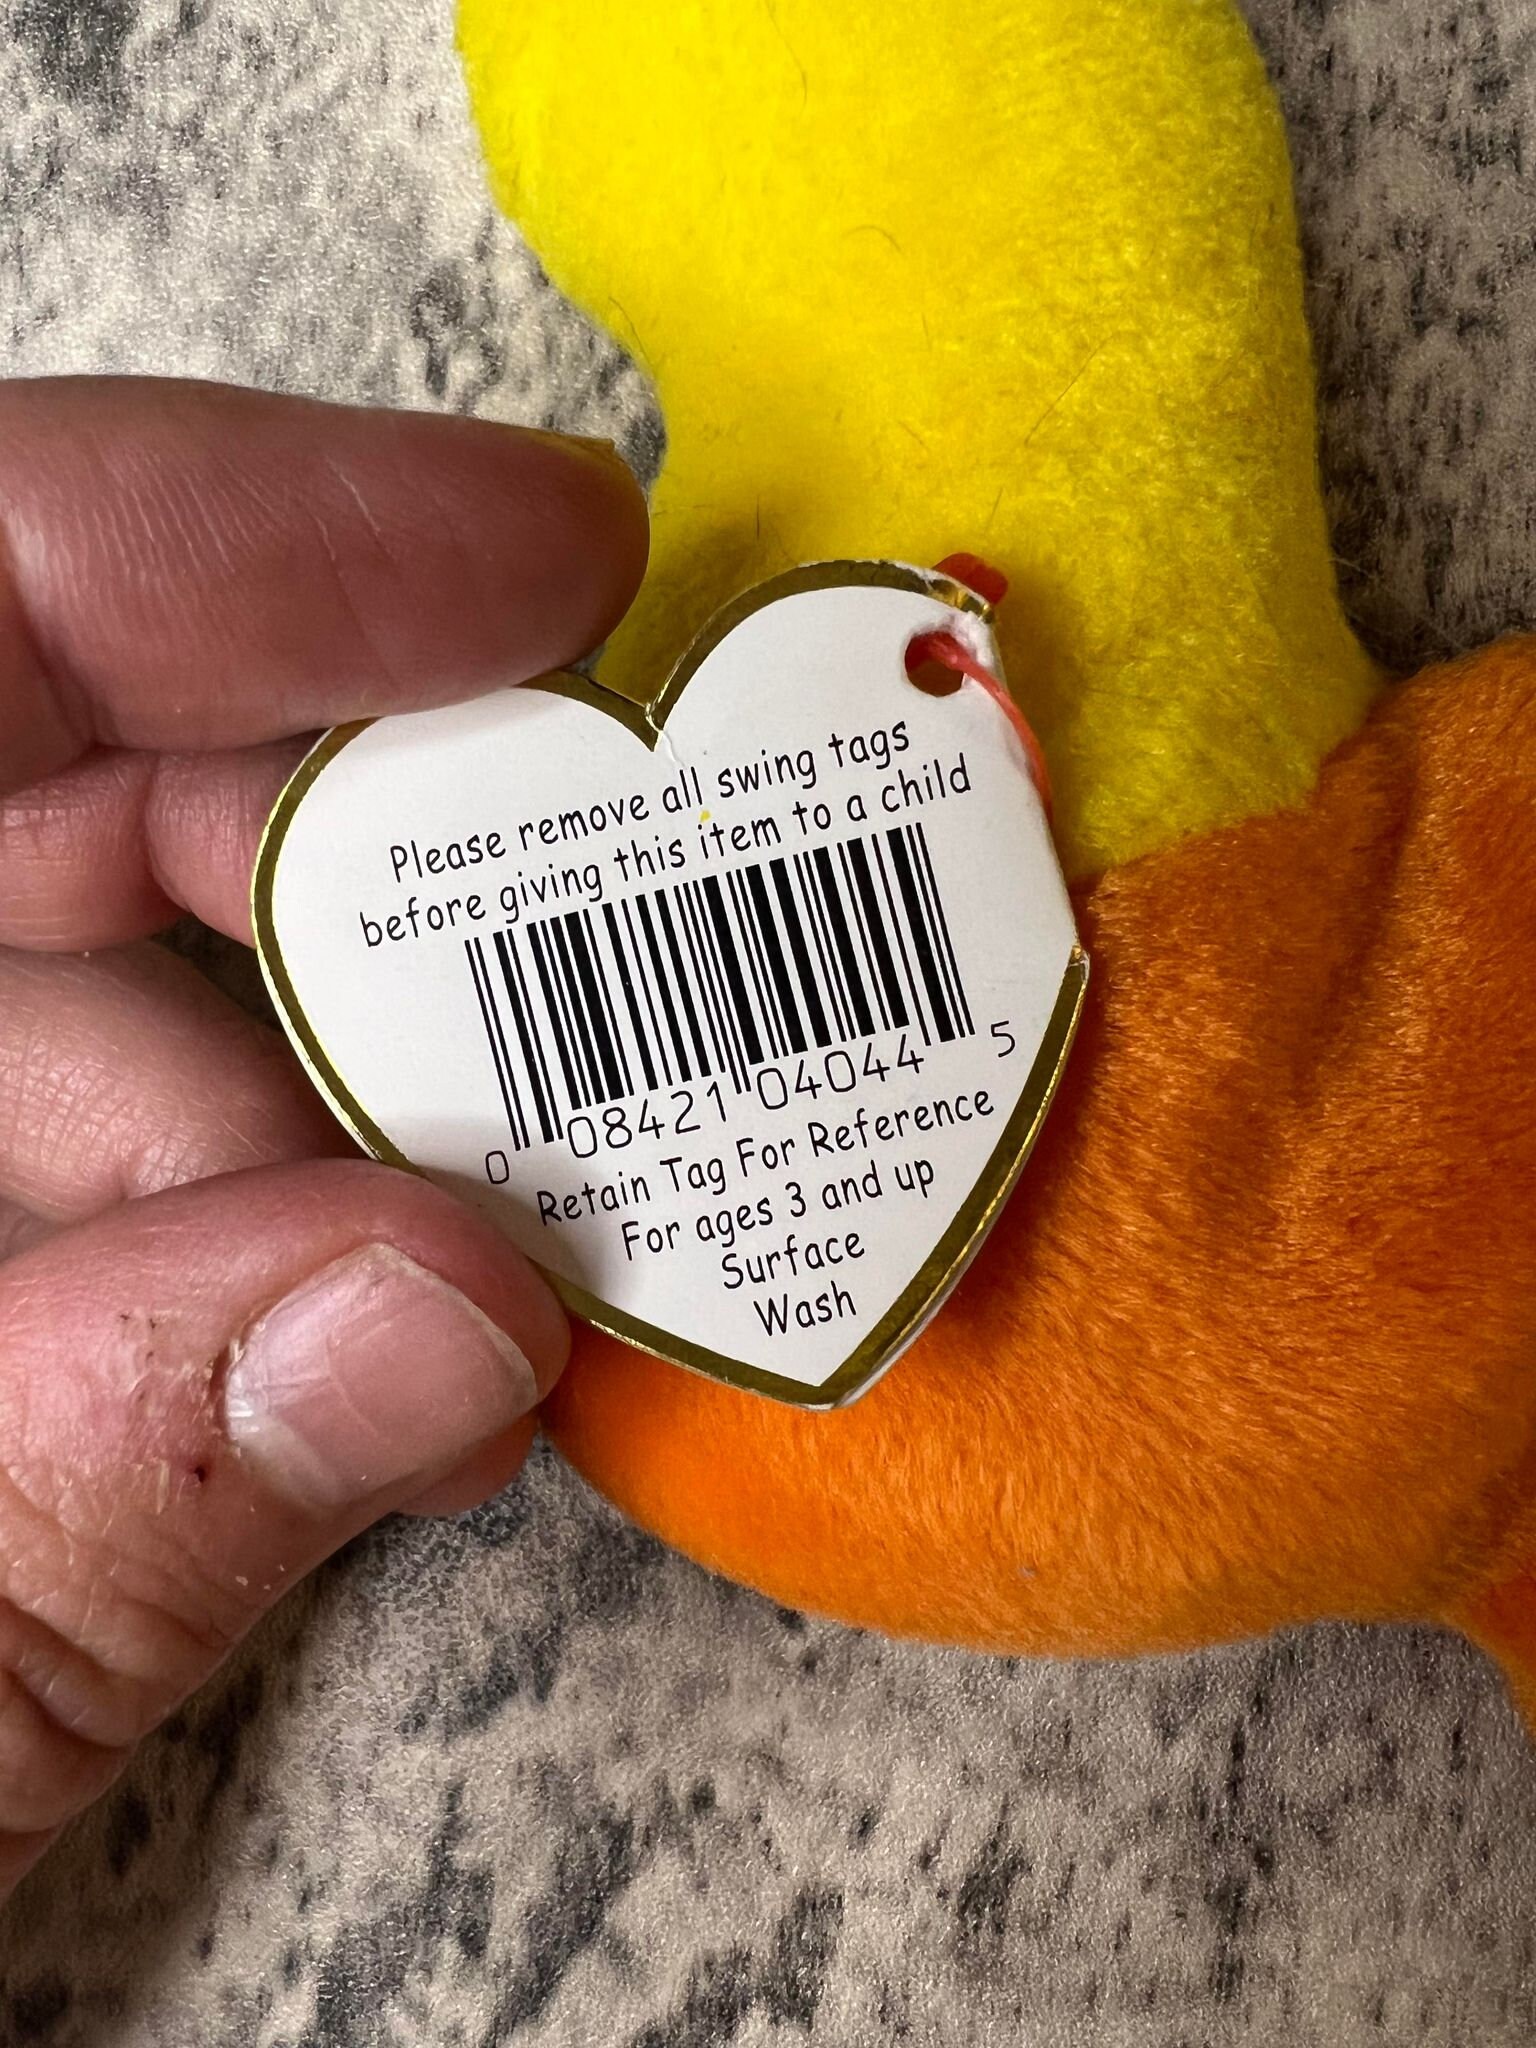 Please remove all swing tags
before giving this item to a child
0 08421 04044 5
Retain Tag For Reference
For ages 3 and up
Surface
Wash